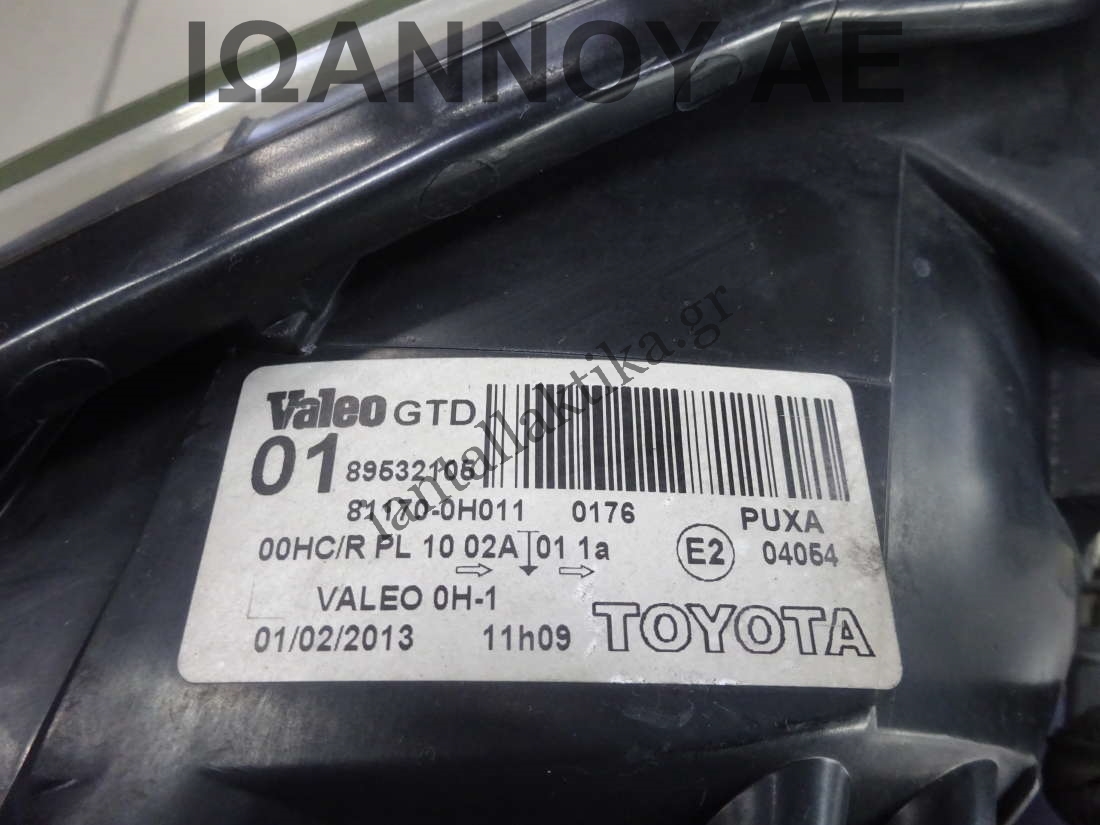 ΙΩΑΝΝΟΥ ΑΕ
iantallaktika.gr
Valeo GTD
01 89532105
81170-0H011 0176 PUXA
00HC/R PL 10 02A 01 1a E2 04054
VALEO 0H-1
01/02/2013 11h09 TOYOTA